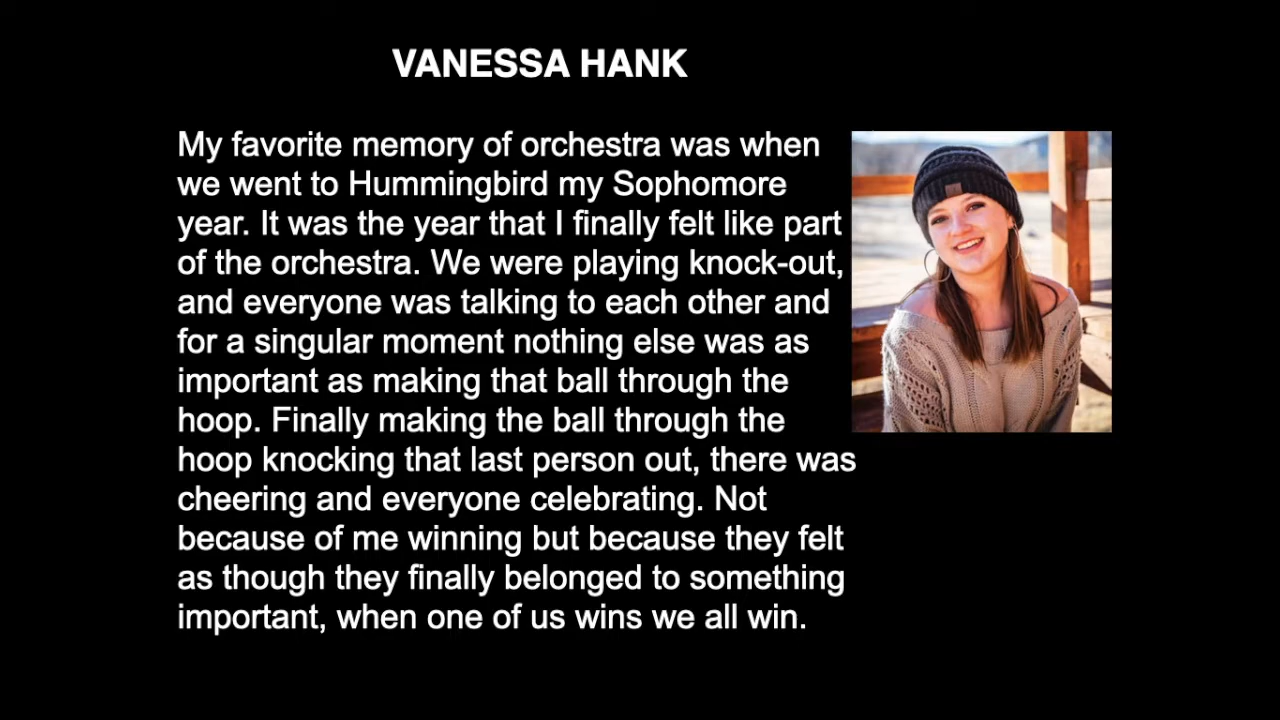 VANESSA HANK
My favorite memory of orchestra was when
we went to Hummingbird my Sophomore
year. It was the year that I finally felt like part
of the orchestra. We were playing knock-out,
and everyone was talking to each other and
for a singular moment nothing else was as
important as making that ball through the
hoop. Finally making the ball through the
hoop knocking that last person out, there was
cheering and everyone celebrating. Not
because of me winning but because they felt
as though they finally belonged to something
important, when one of us wins we all win.